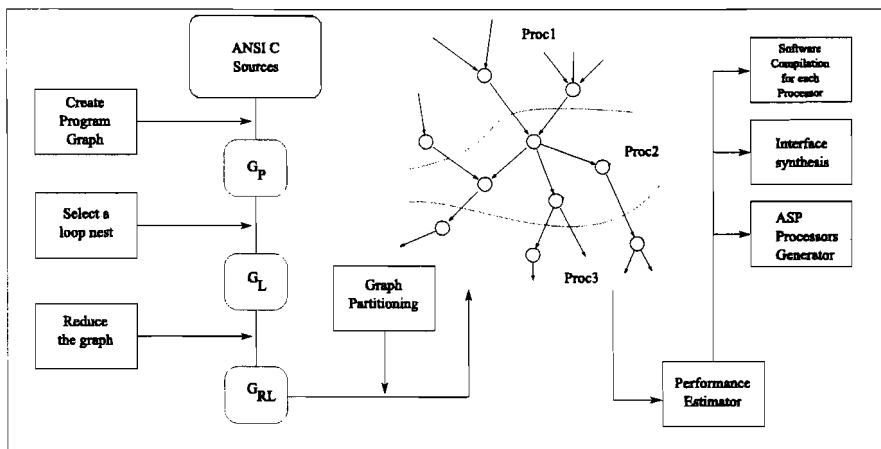 ANSI C
Sources
Create
Program
Graph
G_P
Select a
loop nest
G_L
Reduce
the graph
G_RL
Graph
Partitioning
Proc1
Proc2
Proc3
Performance
Estimator
Software
Compilation
for each
Processor
Interface
synthesis
ASP
Processors
Generator